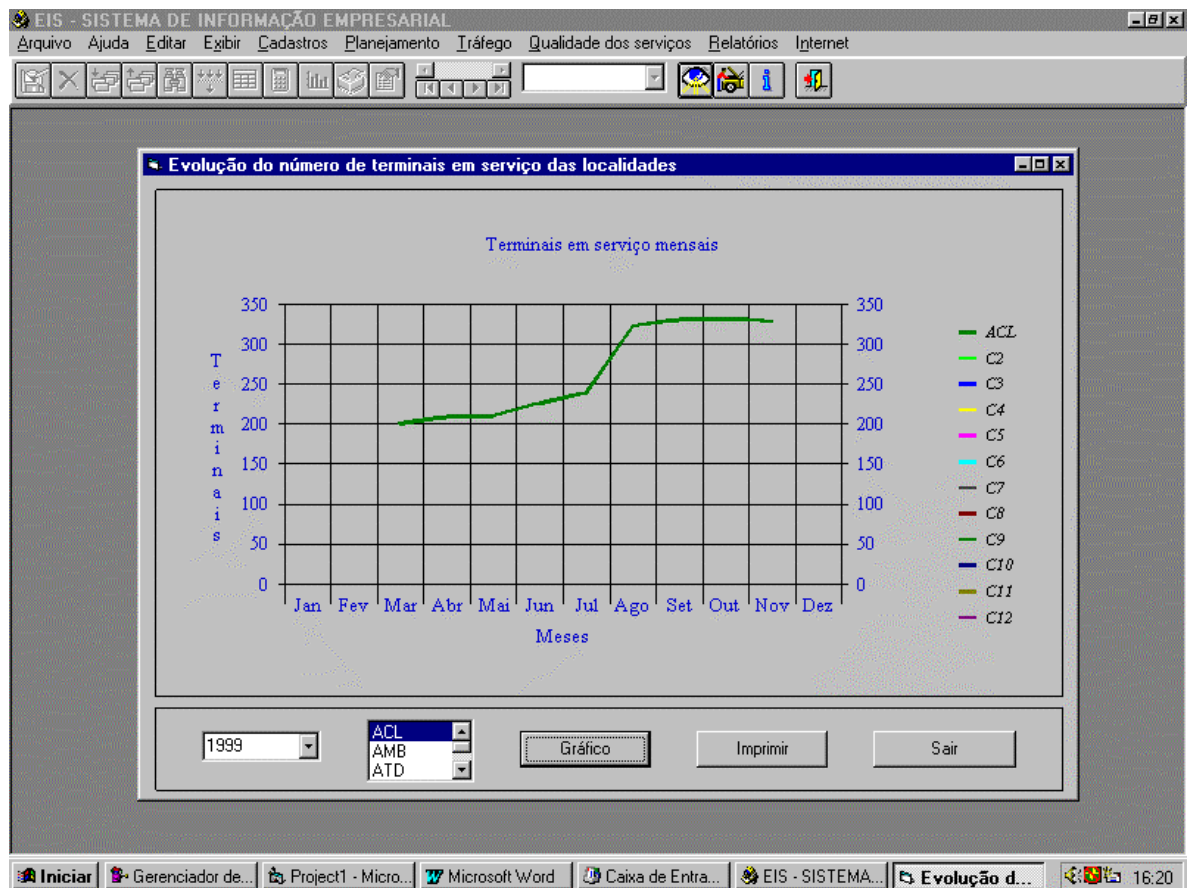 EIS - SISTEMA DE INFORMAÇÃO EMPRESARIAL
Arquivo Ajuda Editar Exibir Cadastros Planejamento Tráfego Qualidade dos serviços Relatórios Internet
Evolução do número de terminais em serviço das localidades
Terminais em serviço mensais
350 350
300 300
250 250
200 200
150 150
100 100
50 50
0 0
Terminais
Jan Fev Mar Abr Mai Jun Jul Ago Set Out Nov Dez
Meses
ACL
C2
C3
C4
C5
C6
C7
C8
C9
C10
C11
C12
1999
ACL
AMB
ATD
Gráfico
Imprimir
Sair
Iniciar Gerenciador de... Project1 - Micro... Microsoft Word Caixa de Entra... EIS - SISTEMA... Evolução d... 16:20